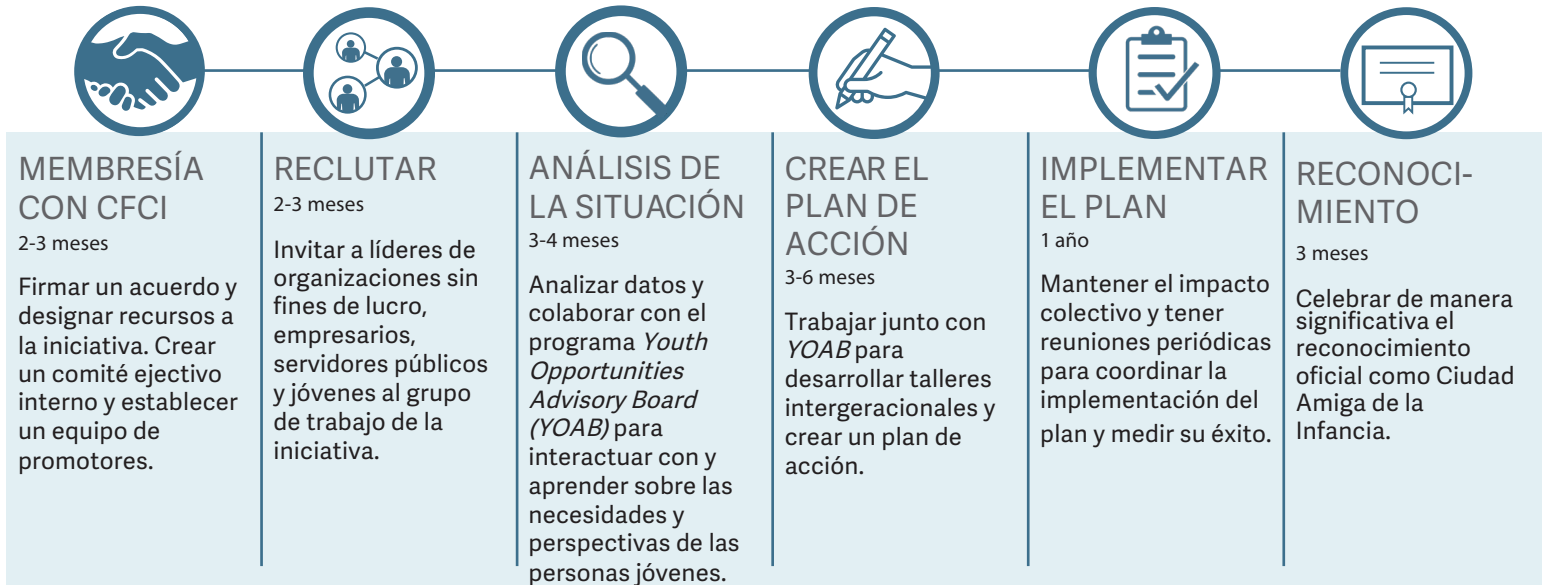 MEMBRESÍA
CON CFCI
2-3 meses
Firmar un acuerdo y
designar recursos a
la iniciativa. Crear
un comité ejectivo
interno y establecer
un equipo de
promotores.
RECLUTAR
2-3 meses
Invitar a líderes de
organizaciones sin
fines de lucro,
empresarios,
servidores públicos
y jóvenes al grupo
de trabajo de la
iniciativa.
ANÁLISIS DE
LA SITUACIÓN
3-4 meses
Analizar datos y
colaborar con el
programa Youth
Opportunities
Advisory Board
(YOAB) para
interactuar con y
aprender sobre las
necesidades y
perspectivas de las
personas jóvenes.
CREAR EL
PLAN DE
ACCIÓN
3-6 meses
Trabajar junto con
YOAB para
desarrollar talleres
intergeracionales y
crear un plan de
acción.
IMPLEMENTAR
EL PLAN
1 año
Mantener el impacto
colectivo y tener
reuniones periódicas
para coordinar la
implementación del
plan y medir su éxito.
RECONOCI-
MIENTO
3 meses
Celebrar de manera
significativa el
reconocimiento
oficial como Ciudad
Amiga de la
Infancia.